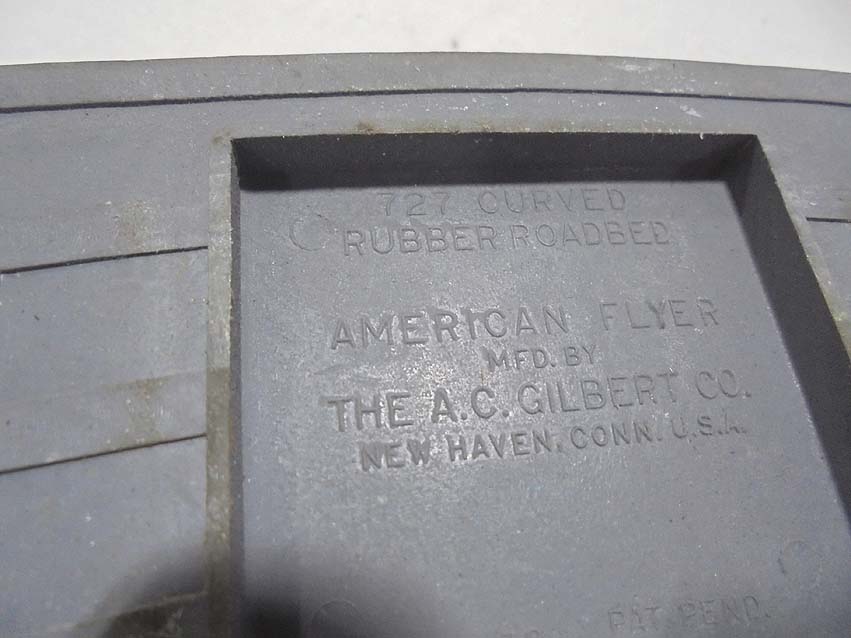 727 CURVED
RUBBER ROADBED
AMERICAN FLYER
MFD. BY
THE A.C. GILBERT CO.
NEW HAVEN, CONN. U.S.A.
PAT. PEND.